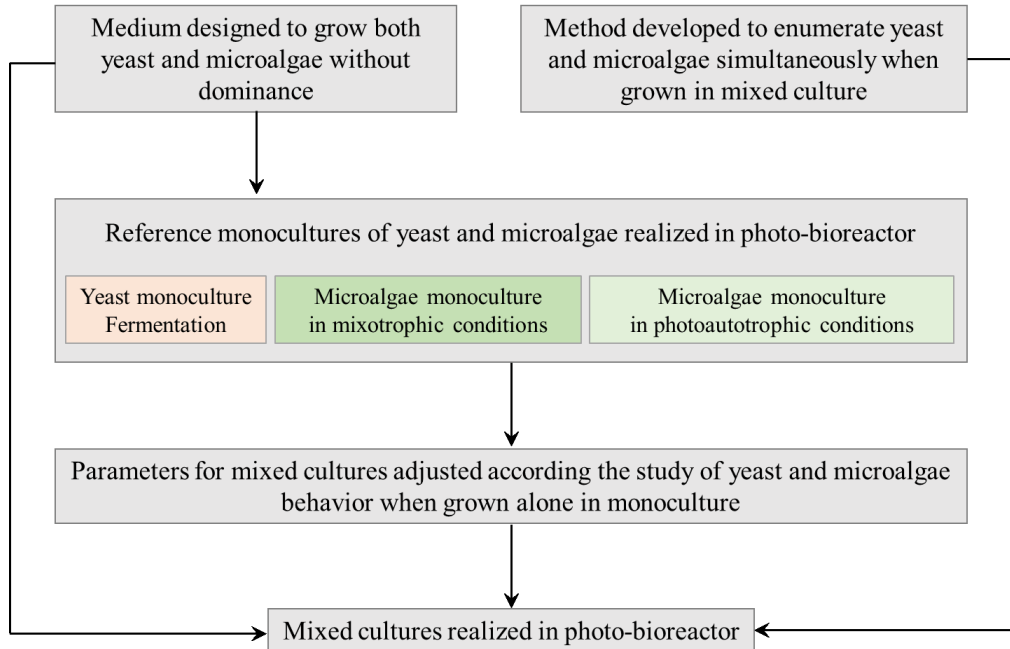 Medium designed to grow both
yeast and microalgae without
dominance
Method developed to enumerate yeast
and microalgae simultaneously when
grown in mixed culture
Reference monocultures of yeast and microalgae realized in photo-bioreactor
Yeast monoculture
Fermentation
Microalgae monoculture
in mixotrophic conditions
Microalgae monoculture
in photoautotrophic conditions
Parameters for mixed cultures adjusted according the study of yeast and microalgae
behavior when grown alone in monoculture
Mixed cultures realized in photo-bioreactor